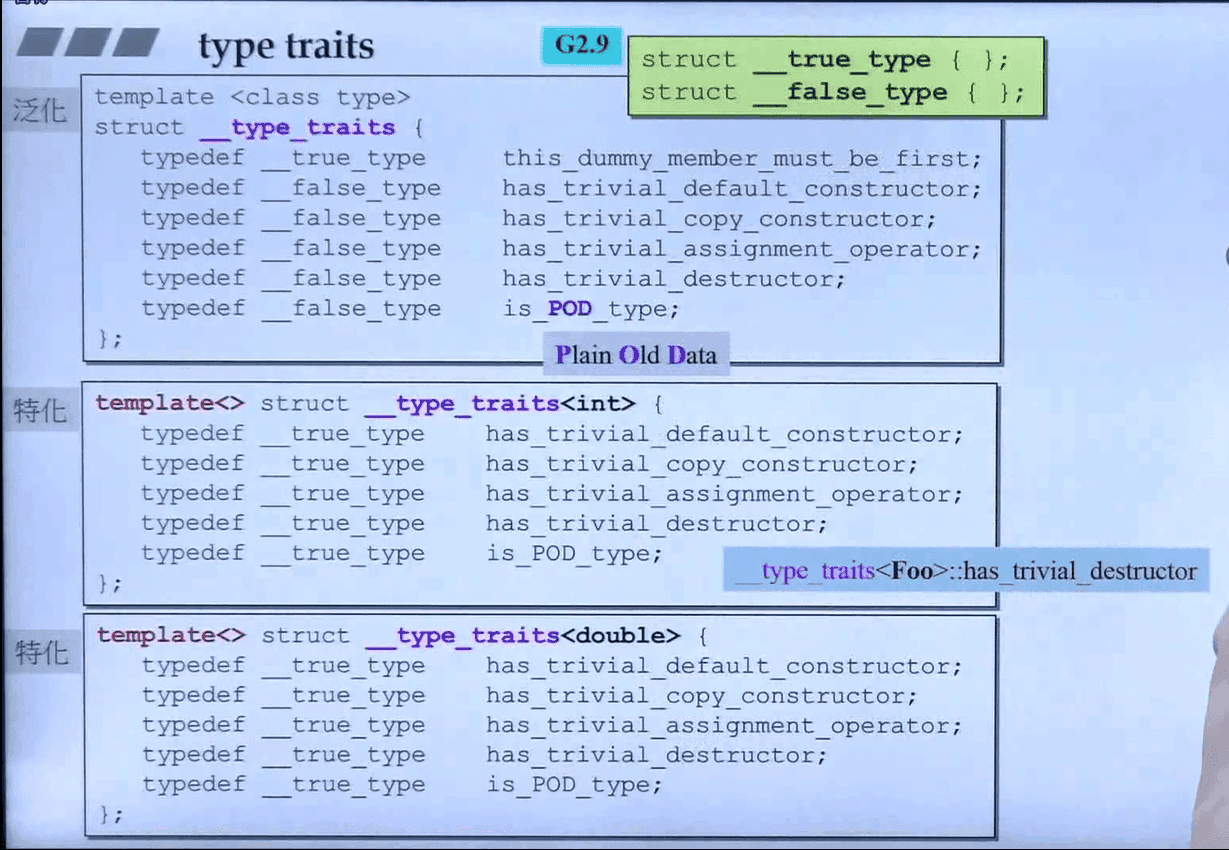 type traits
G2.9
struct __true_type { };
struct __false_type { };
泛化
template <class type>
struct __type_traits {
typedef __true_type this_dummy_member_must_be_first;
typedef __false_type has_trivial_default_constructor;
typedef __false_type has_trivial_copy_constructor;
typedef __false_type has_trivial_assignment_operator;
typedef __false_type has_trivial_destructor;
typedef __false_type is_POD_type;
};
Plain Old Data
特化
template<> struct __type_traits<int> {
typedef __true_type has_trivial_default_constructor;
typedef __true_type has_trivial_copy_constructor;
typedef __true_type has_trivial_assignment_operator;
typedef __true_type has_trivial_destructor;
typedef __true_type is_POD_type;
};
__type_traits<Foo>::has_trivial_destructor
特化
template<> struct __type_traits<double> {
typedef __true_type has_trivial_default_constructor;
typedef __true_type has_trivial_copy_constructor;
typedef __true_type has_trivial_assignment_operator;
typedef __true_type has_trivial_destructor;
typedef __true_type is_POD_type;
};